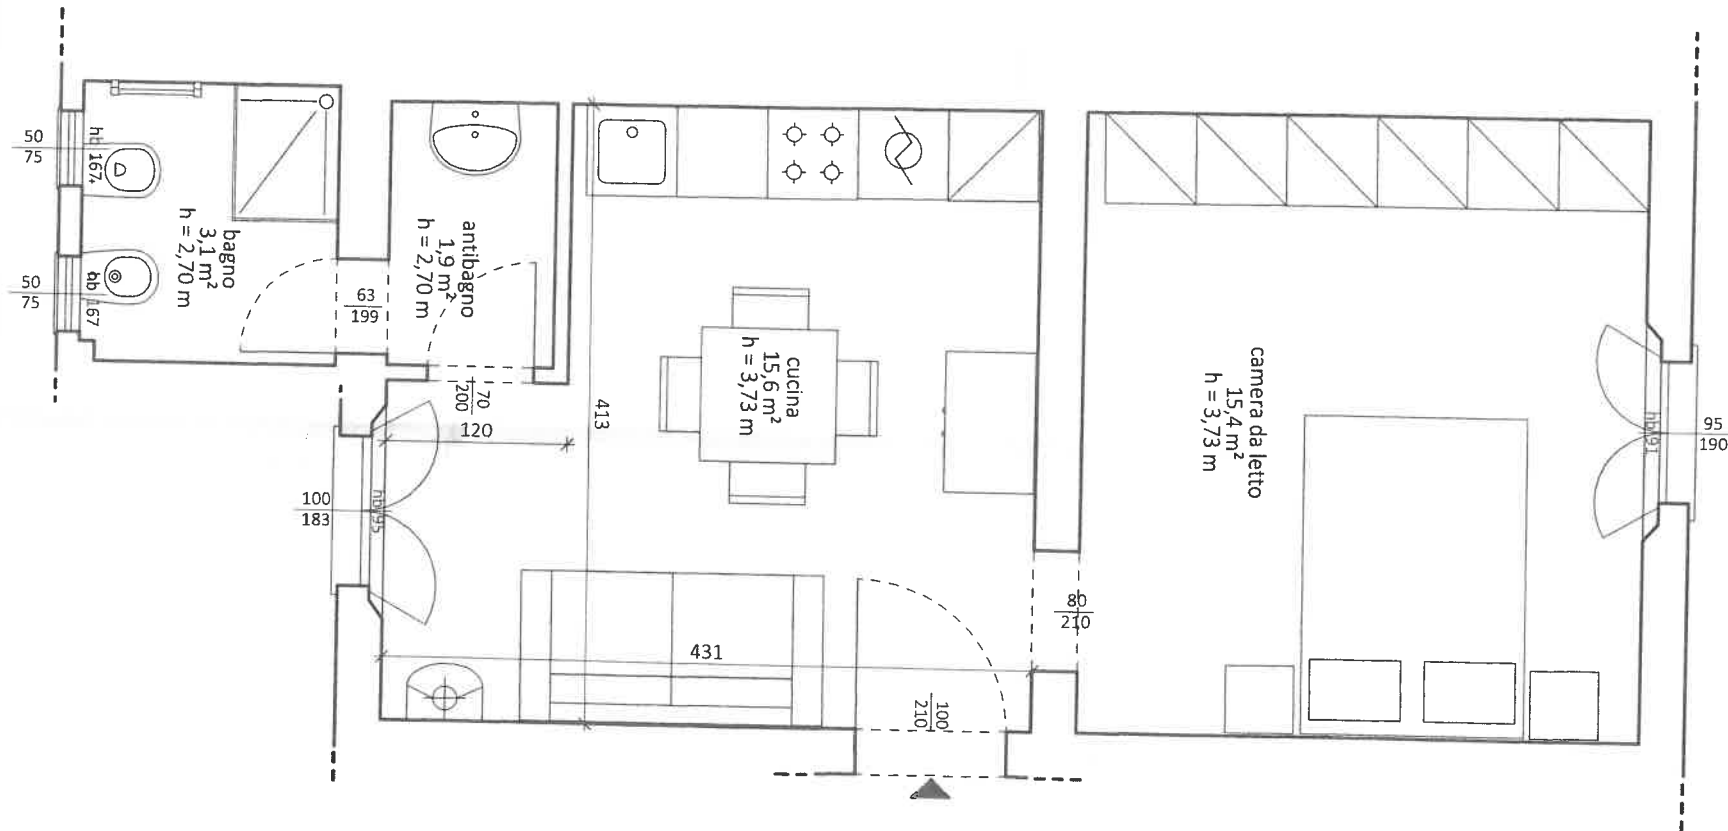 50
75
hb 167
bagno
3,1 m²
h = 2,70 m
50
75
hb 167
63
199
antibagno
1,9 m²
h = 2,70 m
70
200
120
413
cucina
15,6 m²
h = 3,73 m
100
183
hb 95
431
100
210
80
210
camera da letto
15,4 m²
h = 3,73 m
hb 91
95
190